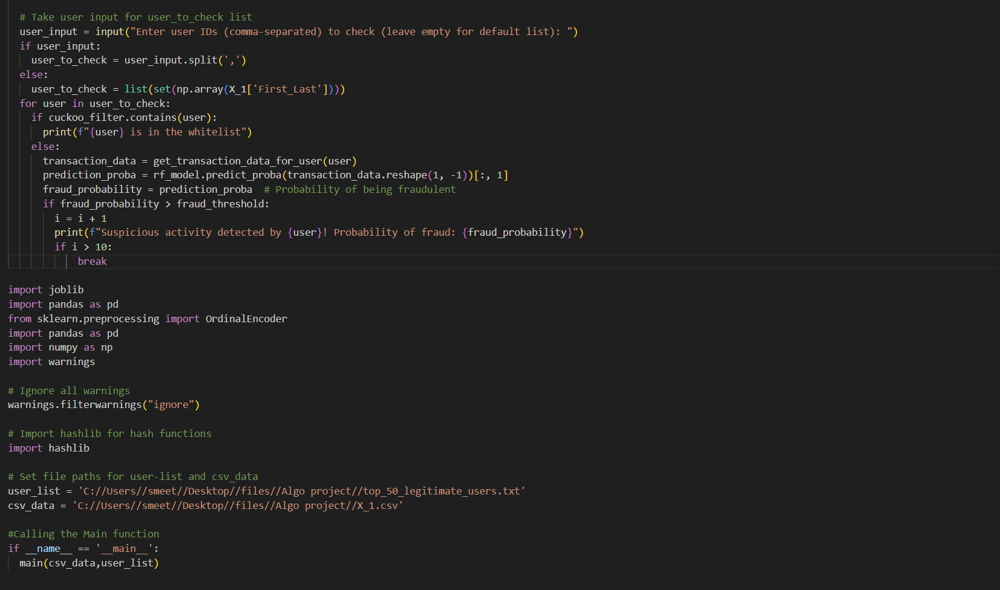 # Take user input for user_to_check list
user_input = input("Enter user IDs (comma-separated) to check (leave empty for default list): ")
if user_input:
user_to_check = user_input.split(',')
else:
user_to_check = list(set(np.array(X_1['First_Last'])))
for user in user_to_check:
if cuckoo_filter.contains(user):
print(f"{user} is in the whitelist")
else:
transaction_data = get_transaction_data_for_user(user)
prediction_proba = rf_model.predict_proba(transaction_data.reshape(1, -1))[:, 1]
fraud_probability = prediction_proba  # Probability of being fraudulent
if fraud_probability > fraud_threshold:
i = i + 1
print(f"Suspicious activity detected by {user}! Probability of fraud: {fraud_probability}")
if i > 10:
break
import joblib
import pandas as pd
from sklearn.preprocessing import OrdinalEncoder
import pandas as pd
import numpy as np
import warnings
# Ignore all warnings
warnings.filterwarnings("ignore")
# Import hashlib for hash functions
import hashlib
# Set file paths for user-list and csv_data
user_list = 'C://Users//smeet//Desktop//files//Algo project//top_50_legitimate_users.txt'
csv_data = 'C://Users//smeet//Desktop//files//Algo project//X_1.csv'
#Calling the Main function
if __name__ == '__main__':
main(csv_data,user_list)